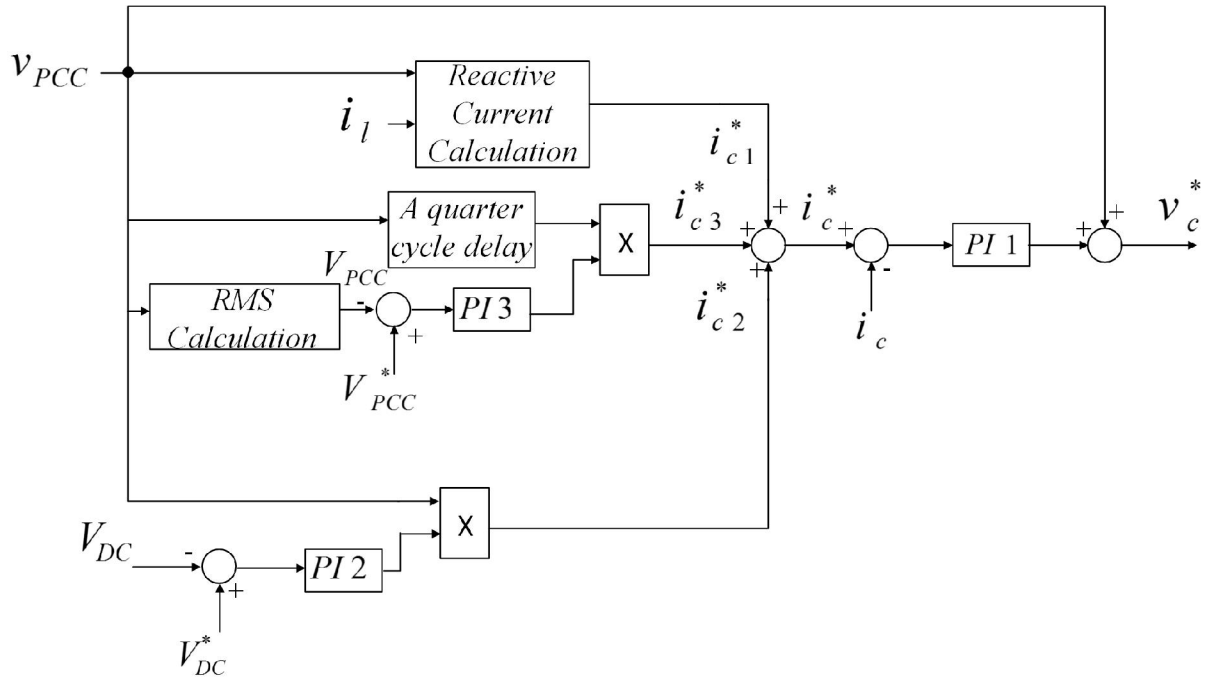 v_PCC
Reactive
Current
Calculation
i_l
i*_c1
A quarter
cycle delay
X
i*_c3
+
+
+
i*_c
+
-
PI 1
+
+
v*_c
V_PCC
RMS
Calculation
-
+
PI 3
i*_c2
i_c
V*_PCC
X
V_DC
-
+
PI 2
V*_DC